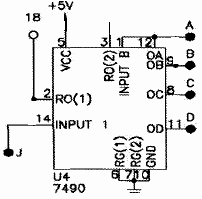 +5V
18
A
5
3
1
12
VCC
RO(2)
INPUT B
OA
OB
9
B
2
RO(1)
OC
8
C
14
INPUT 1
OD
11
D
J
RG(1)
RG(2)
GND
U4
7490
6
7
10